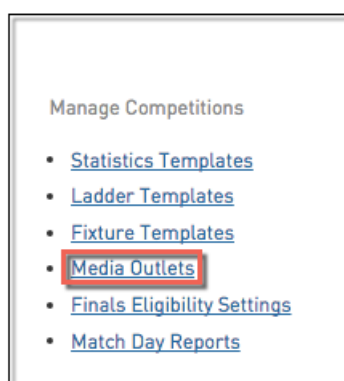 Manage Competitions
• Statistics Templates
• Ladder Templates
• Fixture Templates
• Media Outlets
• Finals Eligibility Settings
• Match Day Reports